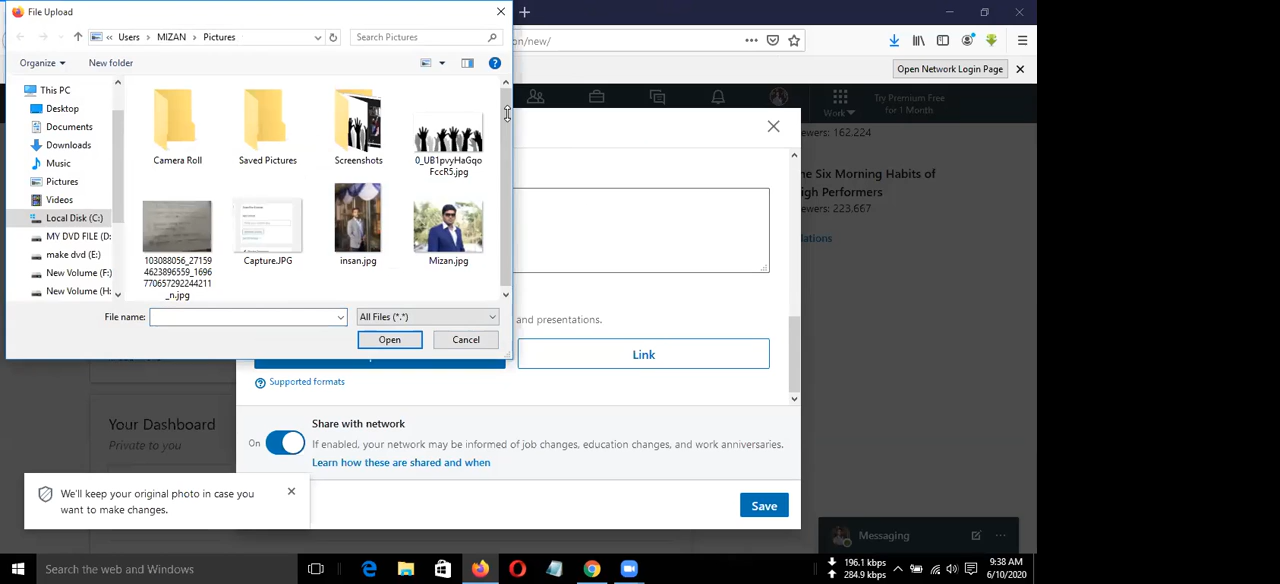 File Upload
Users
MIZAN
Pictures
Search Pictures
on/new/
Organize
New folder
Open Network Login Page
This PC
Desktop
Documents
Downloads
Music
Pictures
Videos
Local Disk (C:)
MY DVD FILE (D:
make dvd (E:)
New Volume (F:)
New Volume (H:
Camera Roll
Saved Pictures
Screenshots
0_UB1pvyHaGqo
FccR5.jpg
103088056_27159
4623896559_1696
770657292244211
_n.jpg
Capture.JPG
insan.jpg
Mizan.jpg
File name:
All Files (*.*)
Open
Cancel
Work
Try Premium Free
for 1 Month
ewers: 162,224
he Six Morning Habits of
igh Performers
ewers: 223,667
dations
and presentations.
Link
Supported formats
Your Dashboard
Private to you
Share with network
On
If enabled, your network may be informed of job changes, education changes, and work anniversaries.
Learn how these are shared and when
We'll keep your original photo in case you
want to make changes.
Save
Messaging
Search the web and Windows
196.1 kbps
284.9 kbps
9:38 AM
6/10/2020